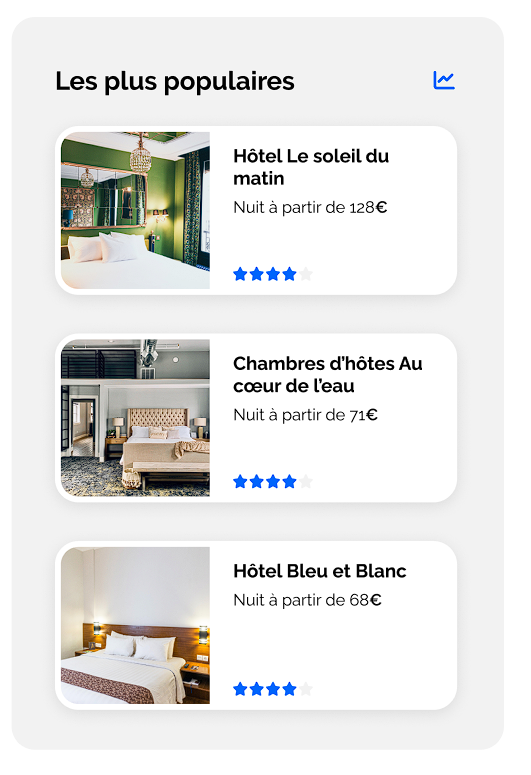 Les plus populaires
Hôtel Le soleil du
matin
Nuit à partir de 128€
Chambres d’hôtes Au
cœur de l’eau
Nuit à partir de 71€
Hôtel Bleu et Blanc
Nuit à partir de 68€